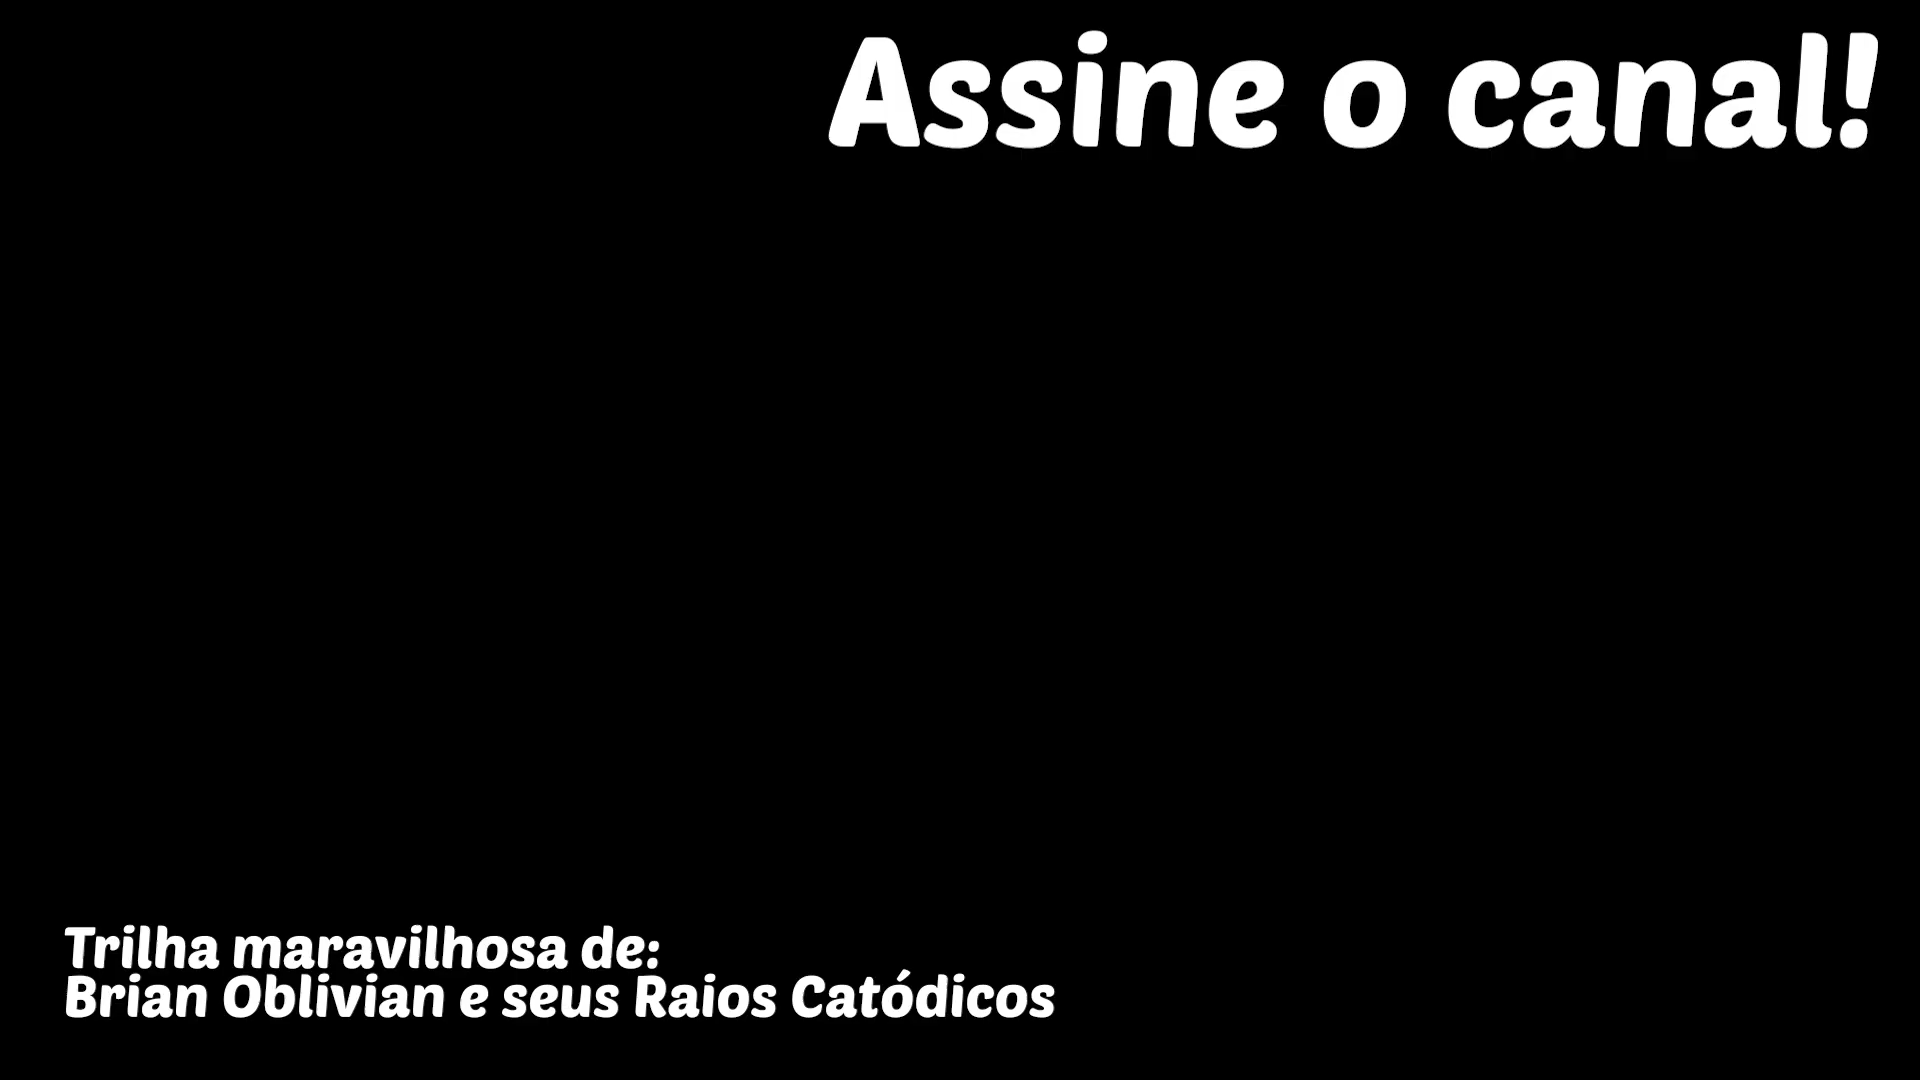 Assine o canal!
Trilha maravilhosa de:
Brian Oblivian e seus Raios Catódicos